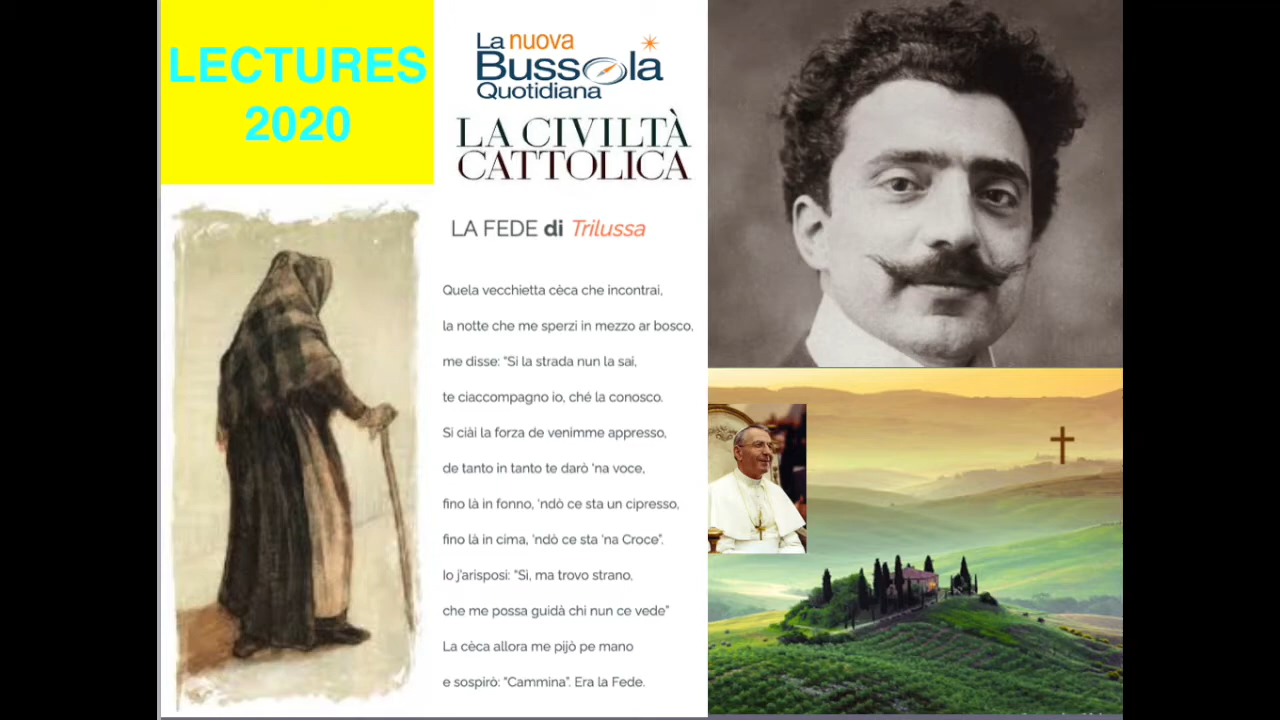 LECTURES
2020
La nuova
Bussola
Quotidiana
LA CIVILTÀ
CATTOLICA
LA FEDE di Trilussa
Quela vecchietta cèca che incontrai,
la notte che me sperzi in mezzo ar bosco,
me disse: "Si la strada nun la sai,
te ciaccompagno io, ché la conosco.
Si ciài la forza de venimme appresso,
de tanto in tanto te darò 'na voce,
fino là in fonno, 'ndò ce sta un cipresso,
fino là in cima, 'ndò ce sta 'na Croce".
Io j'arisposi: "Sì, ma trovo strano,
che me possa guidà chi nun ce vede"
La cèca allora me pijò pe mano
e sospirò: "Cammina". Era la Fede.